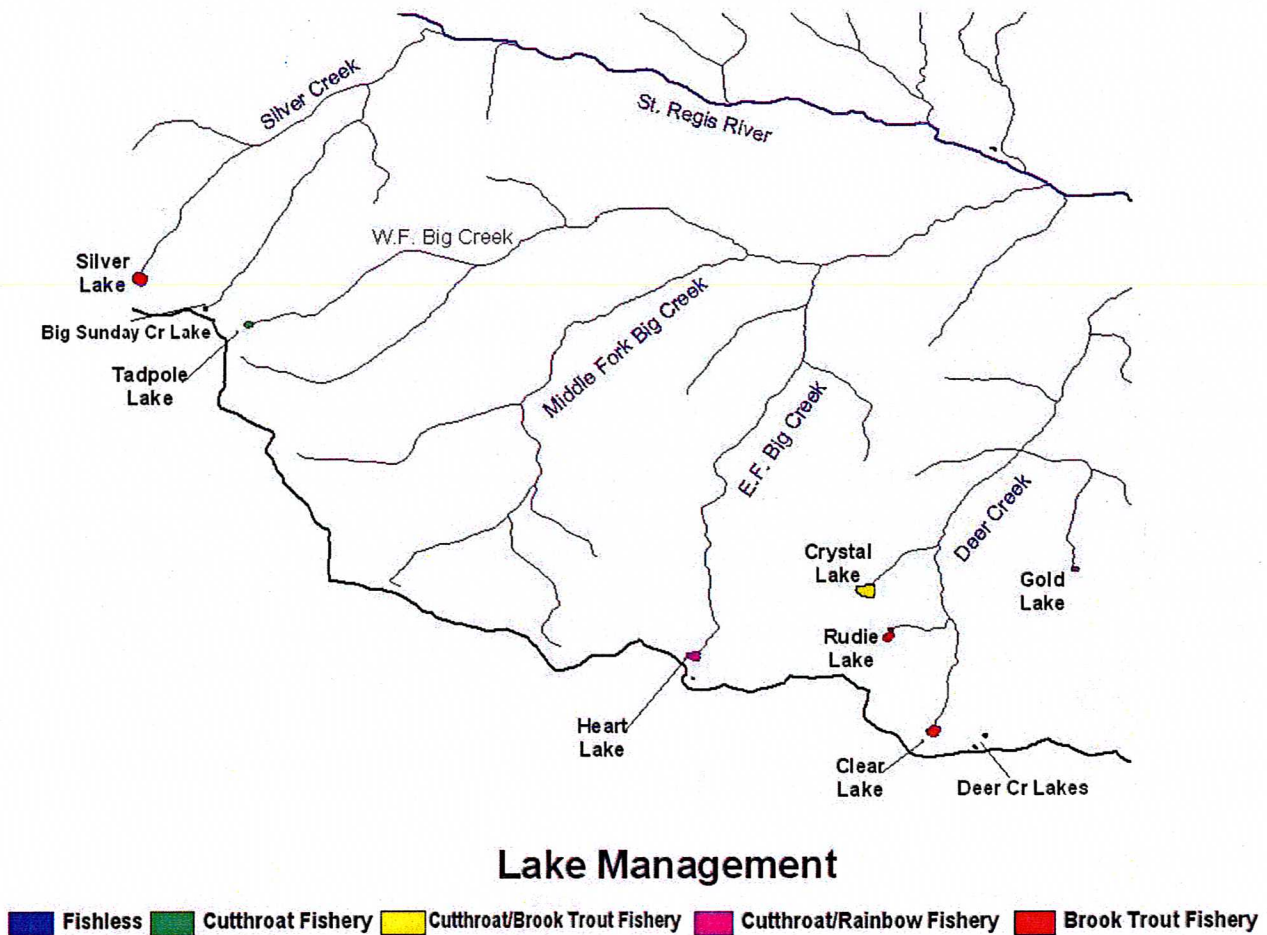 Silver Creek
St. Regis River
W.F. Big Creek
Silver
Lake
Big Sunday Cr Lake
Tadpole
Lake
Middle Fork Big Creek
E.F. Big Creek
Deer Creek
Crystal
Lake
Gold
Lake
Rudie
Lake
Heart
Lake
Clear
Lake
Deer Cr Lakes
Lake Management
Fishless
Cutthroat Fishery
Cutthroat/Brook Trout Fishery
Cutthroat/Rainbow Fishery
Brook Trout Fishery